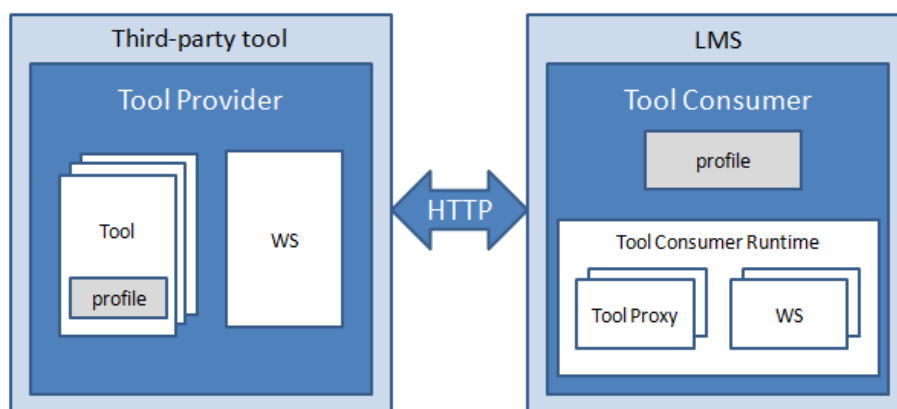 Third-party tool
Tool Provider
Tool
profile
WS
HTTP
LMS
Tool Consumer
profile
Tool Consumer Runtime
Tool Proxy
WS